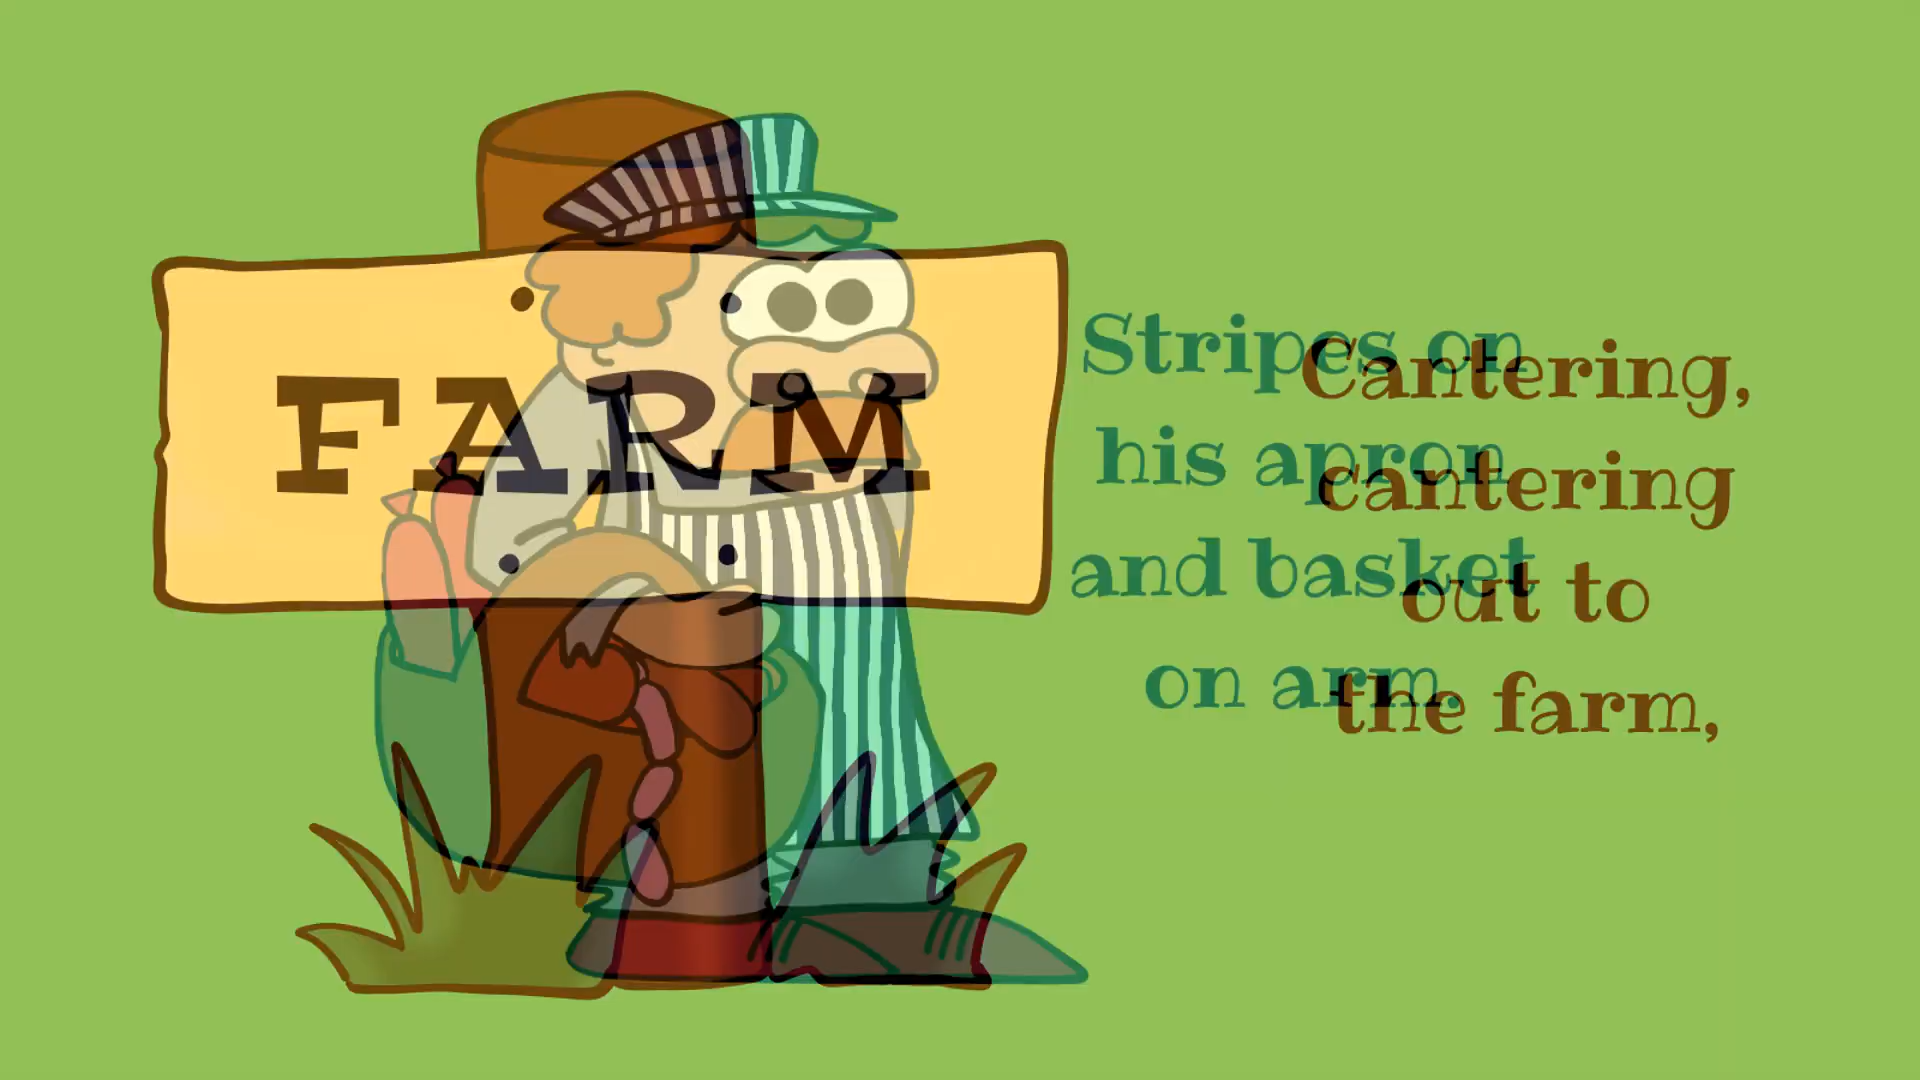 FARM
Stripes on
his apron
and basket
on arm.
Cantering,
cantering
out to
the farm,